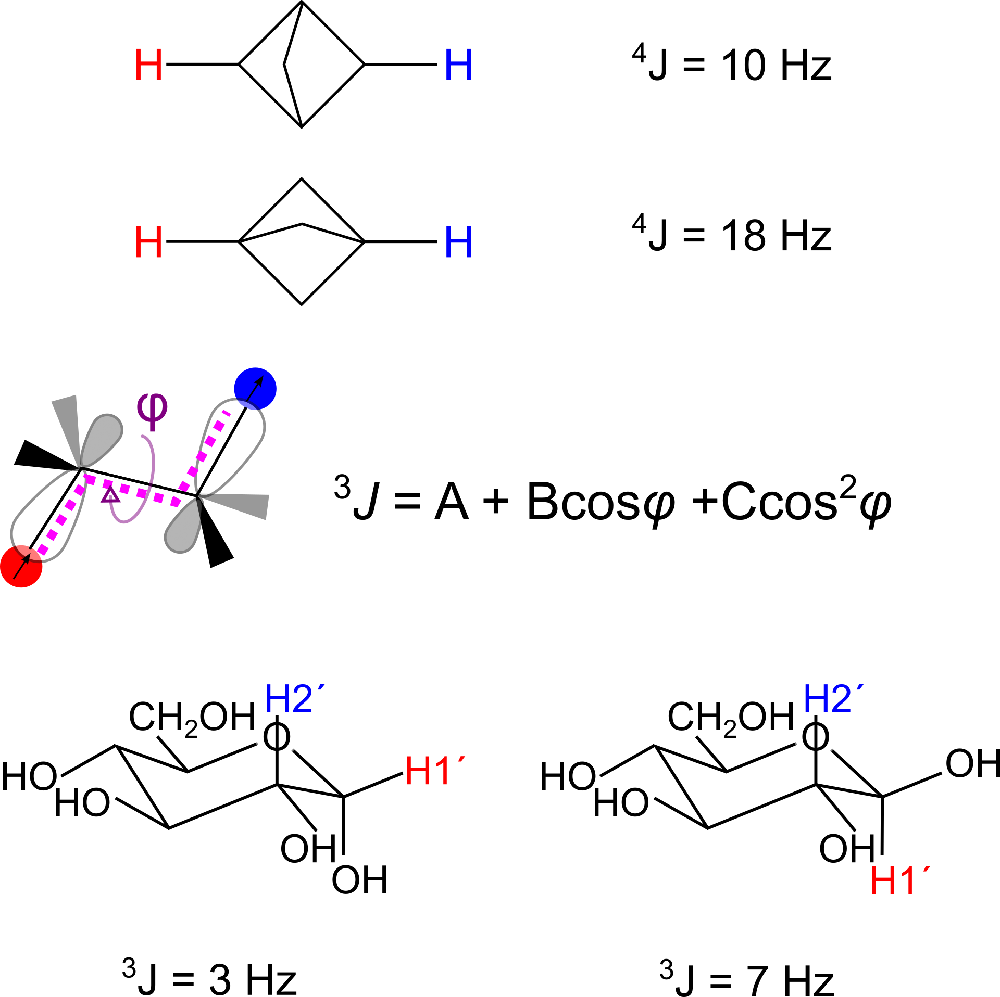 H H ⁴J = 10 Hz
H H ⁴J = 18 Hz
φ
³J = A + Bcosφ +Ccos²φ
H2´ H2´
CH₂OH O CH₂OH O
HO H1´ HO OH
HO HO
OH OH
OH H1´
³J = 3 Hz ³J = 7 Hz